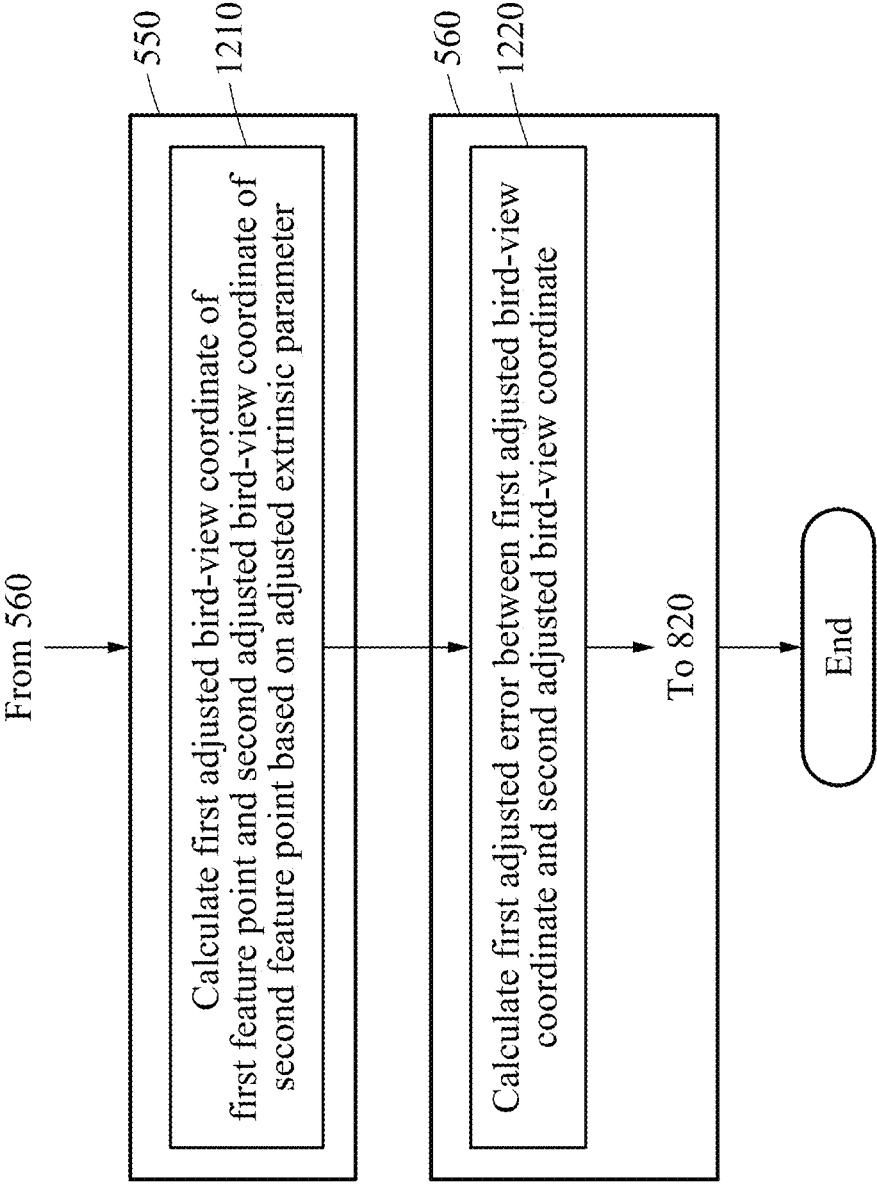 From 560
550
1210
Calculate first adjusted bird-view coordinate of
first feature point and second adjusted bird-view coordinate of
second feature point based on adjusted extrinsic parameter
560
1220
Calculate first adjusted error between first adjusted bird-view
coordinate and second adjusted bird-view coordinate
To 820
End